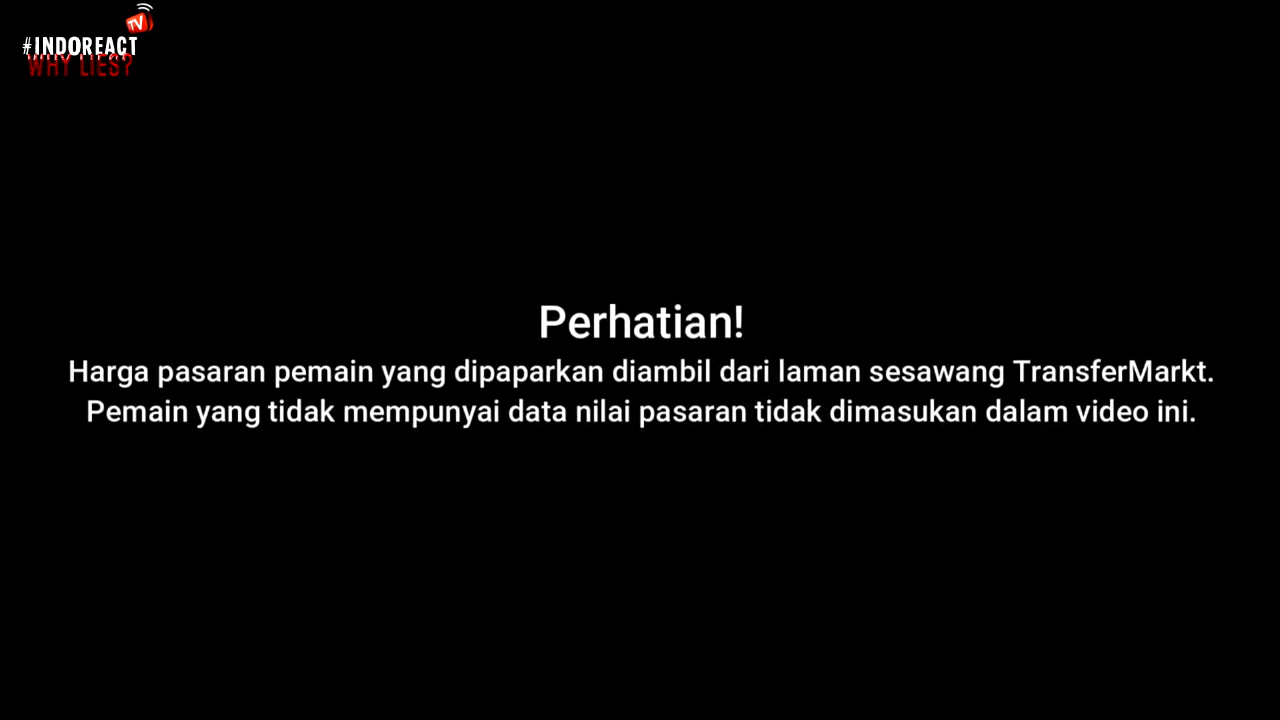 TV
#INDOREACT
WHY LIES?
Perhatian!
Harga pasaran pemain yang dipaparkan diambil dari laman sesawang TransferMarkt.
Pemain yang tidak mempunyai data nilai pasaran tidak dimasukan dalam video ini.